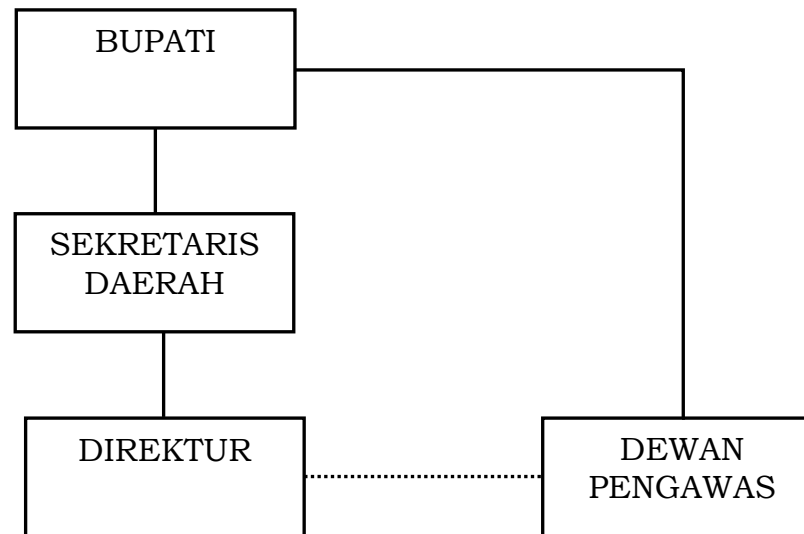 BUPATI
SEKRETARIS
DAERAH
DIREKTUR
DEWAN
PENGAWAS